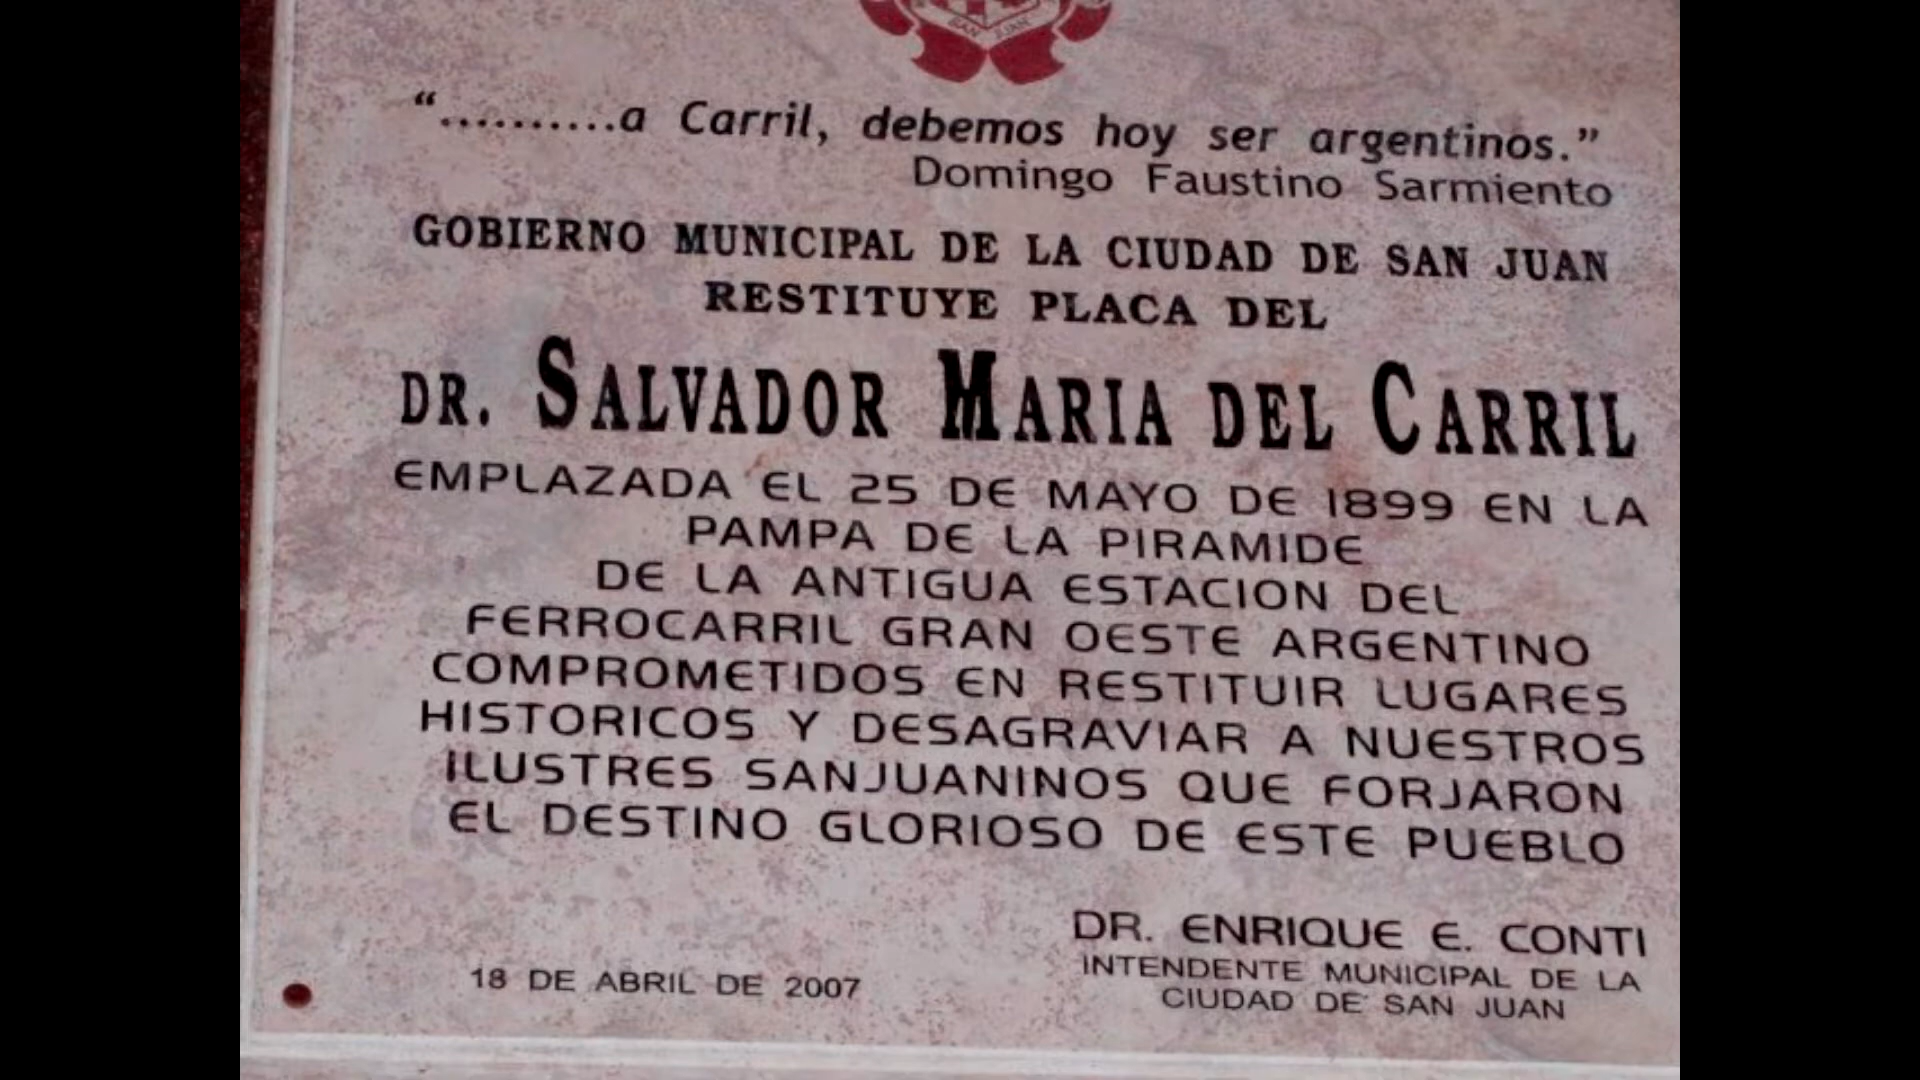 SAN JUAN
“..........a Carril, debemos hoy ser argentinos.”
Domingo Faustino Sarmiento
GOBIERNO MUNICIPAL DE LA CIUDAD DE SAN JUAN
RESTITUYE PLACA DEL
DR. SALVADOR MARIA DEL CARRIL
EMPLAZADA EL 25 DE MAYO DE 1899 EN LA
PAMPA DE LA PIRAMIDE
DE LA ANTIGUA ESTACION DEL
FERROCARRIL GRAN OESTE ARGENTINO
COMPROMETIDOS EN RESTITUIR LUGARES
HISTORICOS Y DESAGRAVIAR A NUESTROS
ILUSTRES SANJUANINOS QUE FORJARON
EL DESTINO GLORIOSO DE ESTE PUEBLO
DR. ENRIQUE E. CONTI
INTENDENTE MUNICIPAL DE LA
CIUDAD DE SAN JUAN
18 DE ABRIL DE 2007